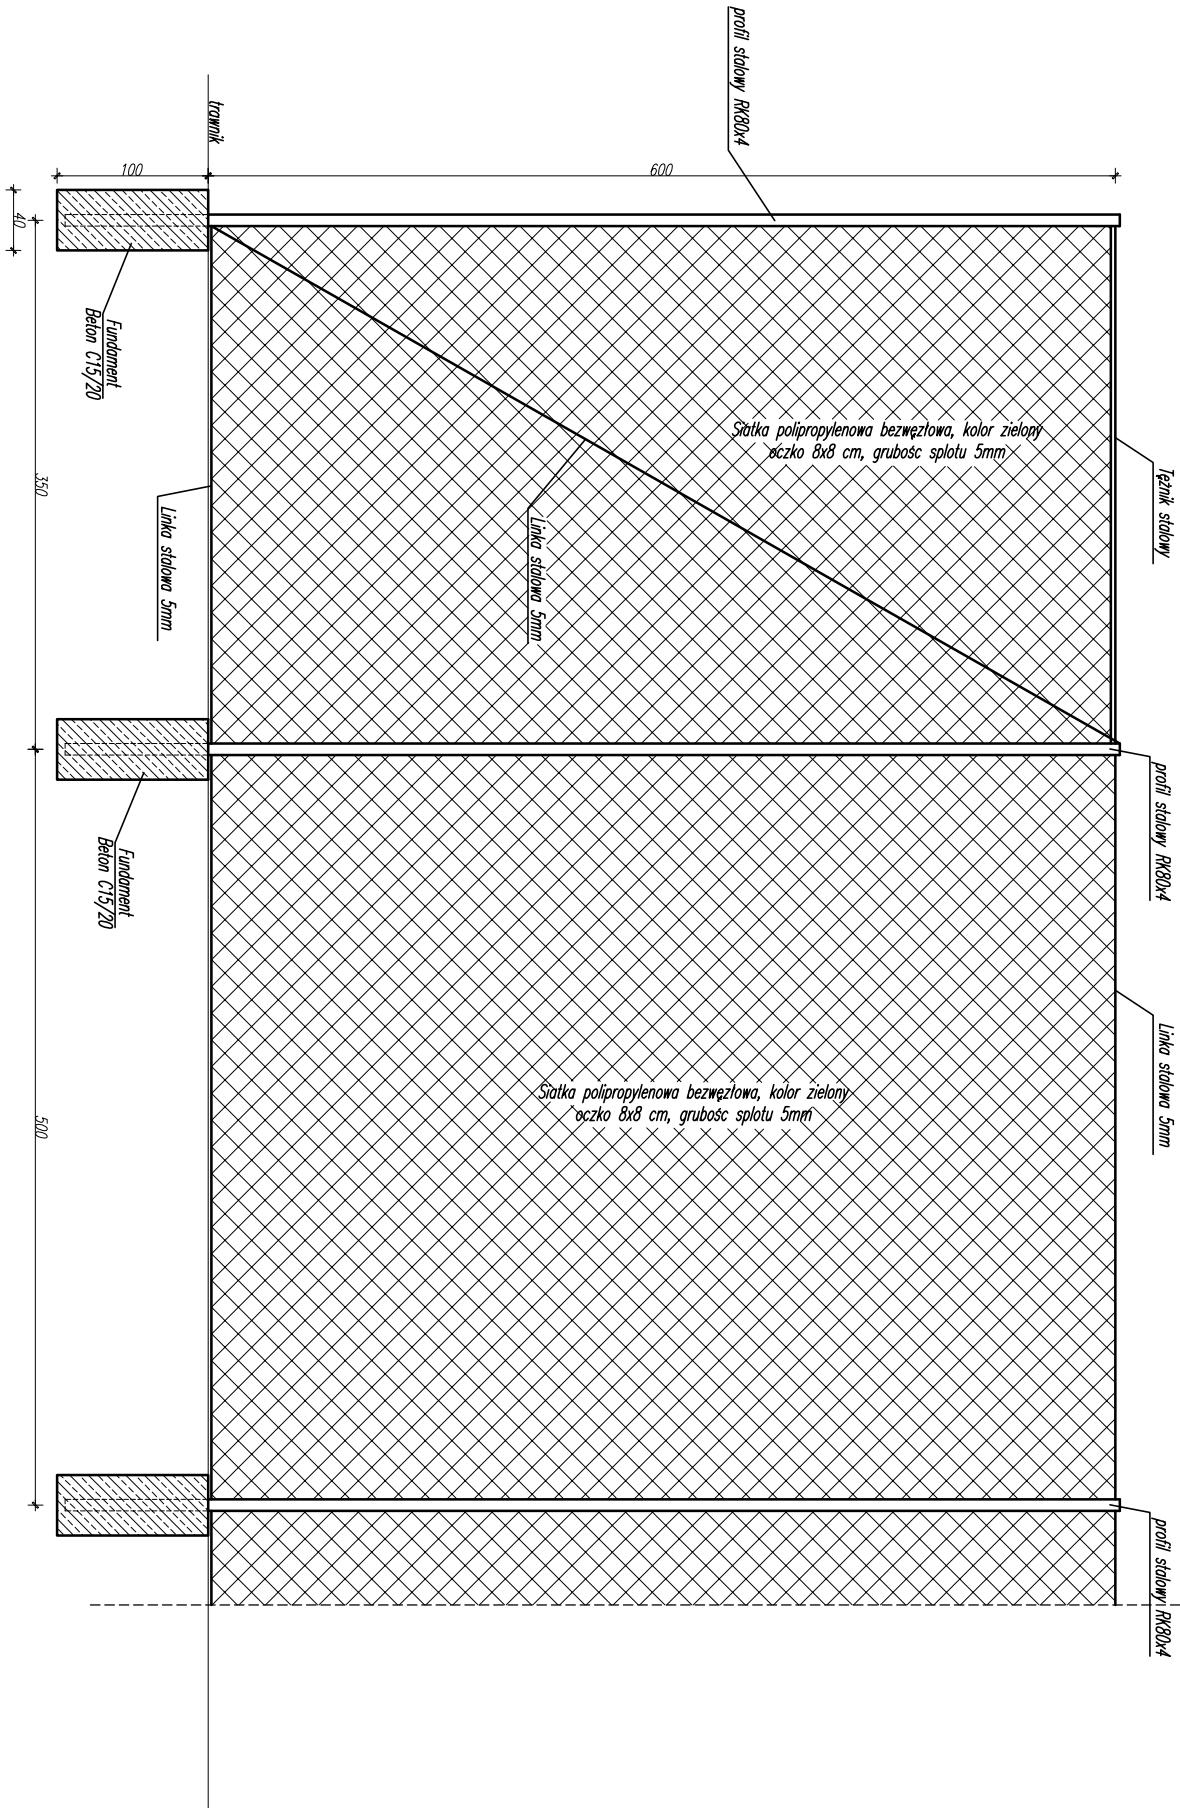 profil stalowy RK80x4
trawnik
100
600
40
Fundament
Beton C15/20
350
Linka stalowa 5mm
Linka stalowa 5mm
Siatka polipropylenowa bezwęzłowa, kolor zielony
oczko 8x8 cm, grubośc splotu 5mm
Tężnik stalowy
profil stalowy RK80x4
Fundament
Beton C15/20
Linka stalowa 5mm
500
Siatka polipropylenowa bezwęzłowa, kolor zielony
oczko 8x8 cm, grubośc splotu 5mm
profil stalowy RK80x4